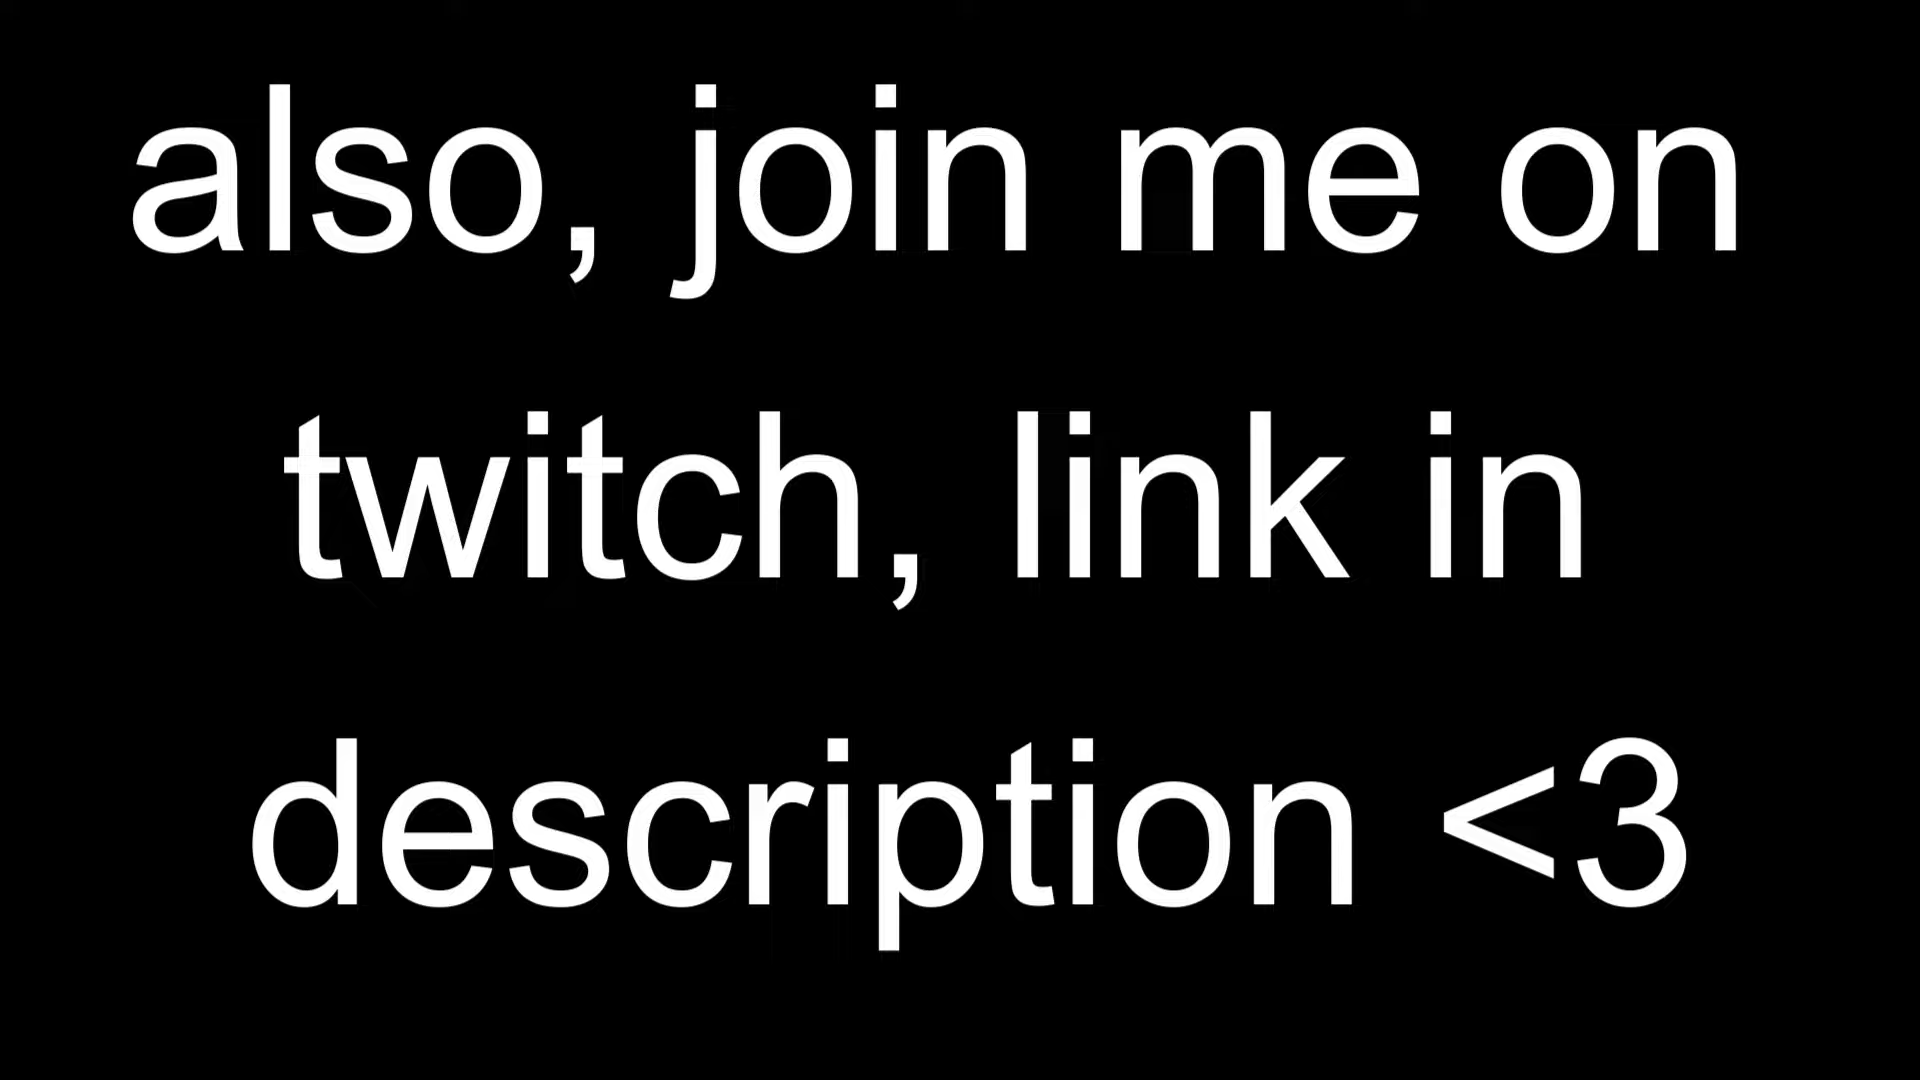 also, join me on
twitch, link in
description <3